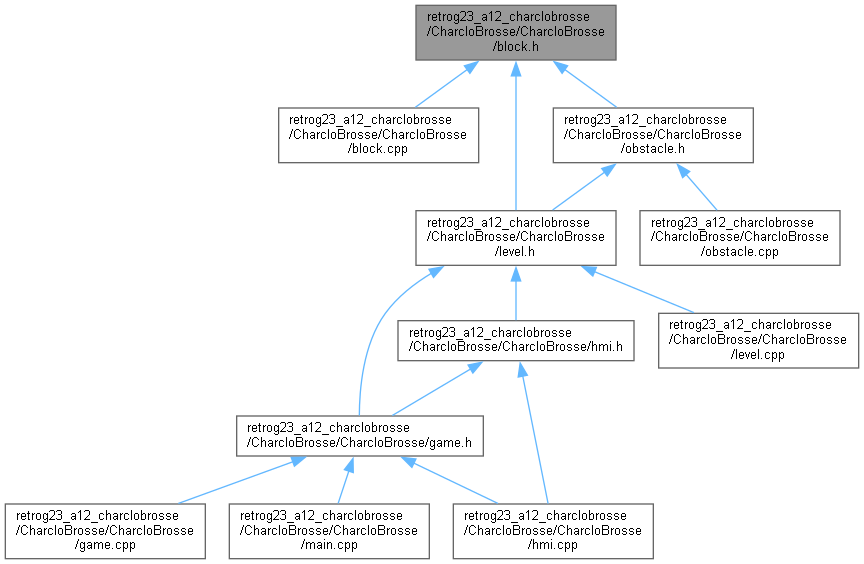 retrog23_a12_charclobrosse
/CharcloBrosse/CharcloBrosse
/block.h
retrog23_a12_charclobrosse
/CharcloBrosse/CharcloBrosse
/block.cpp
retrog23_a12_charclobrosse
/CharcloBrosse/CharcloBrosse
/obstacle.h
retrog23_a12_charclobrosse
/CharcloBrosse/CharcloBrosse
/level.h
retrog23_a12_charclobrosse
/CharcloBrosse/CharcloBrosse
/obstacle.cpp
retrog23_a12_charclobrosse
/CharcloBrosse/CharcloBrosse/hmi.h
retrog23_a12_charclobrosse
/CharcloBrosse/CharcloBrosse
/level.cpp
retrog23_a12_charclobrosse
/CharcloBrosse/CharcloBrosse/game.h
retrog23_a12_charclobrosse
/CharcloBrosse/CharcloBrosse
/game.cpp
retrog23_a12_charclobrosse
/CharcloBrosse/CharcloBrosse
/main.cpp
retrog23_a12_charclobrosse
/CharcloBrosse/CharcloBrosse
/hmi.cpp